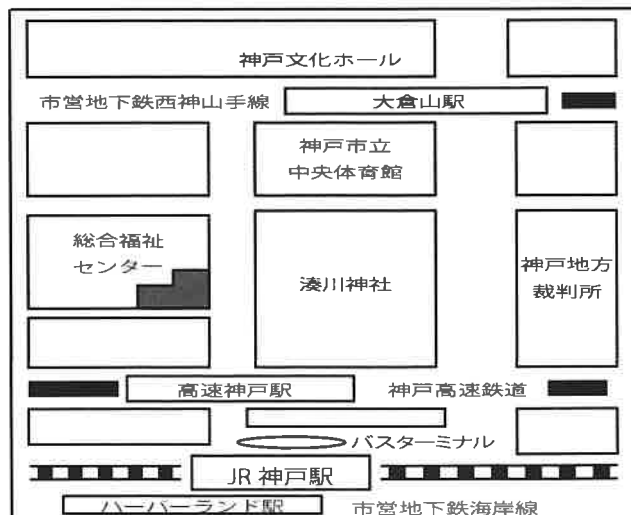 神戸文化ホール
市営地下鉄西神山手線
大倉山駅
神戸市立
中央体育館
総合福祉
センター
湊川神社
神戸地方
裁判所
高速神戸駅
神戸高速鉄道
バスターミナル
JR 神戸駅
ハーバーランド駅
市営地下鉄海岸線